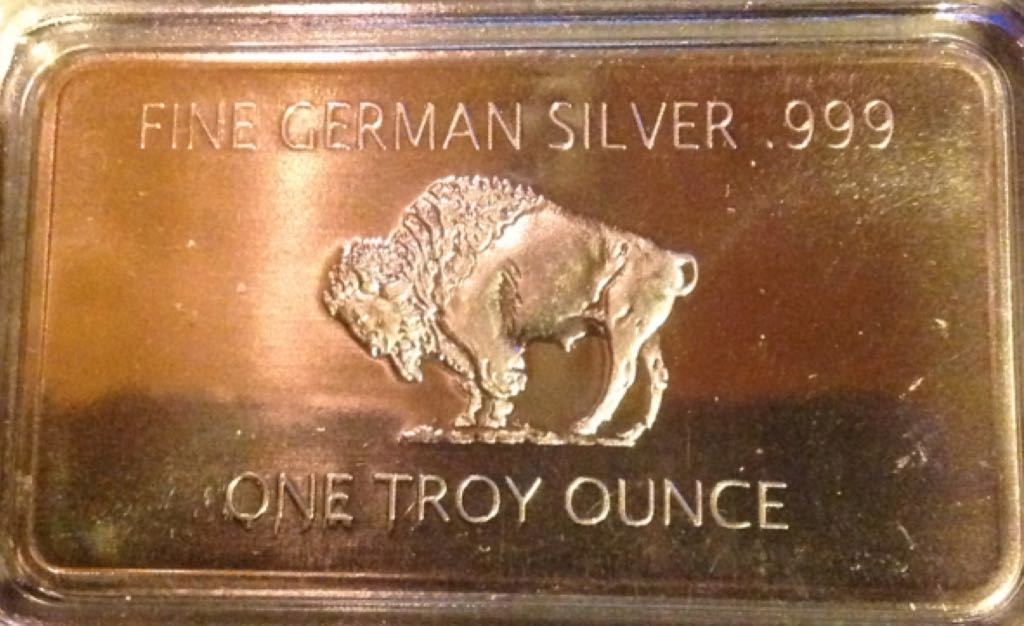 FINE GERMAN SILVER .999
ONE TROY OUNCE